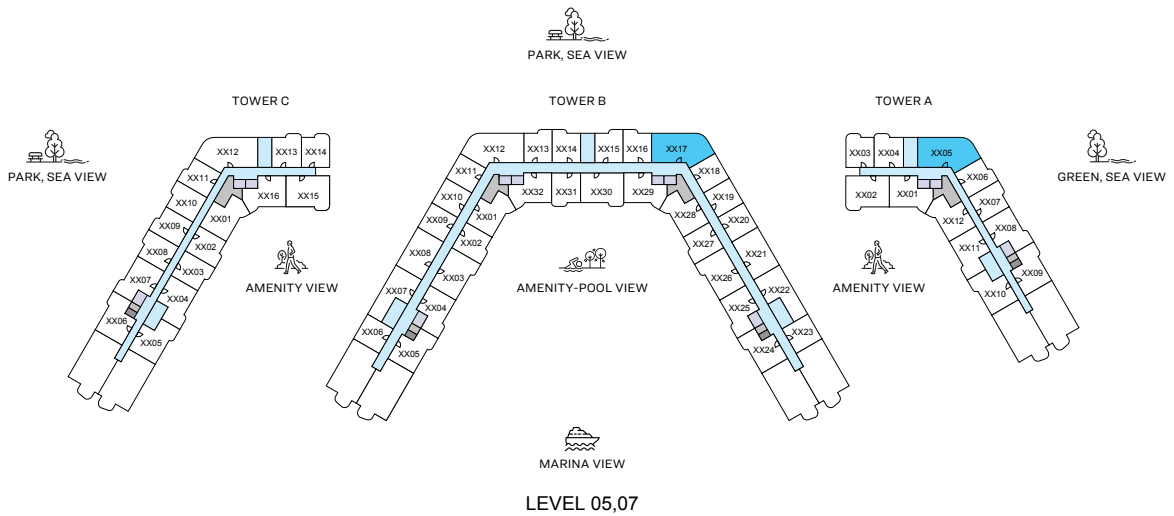 PARK, SEA VIEW
TOWER C
TOWER B
TOWER A
PARK, SEA VIEW
GREEN, SEA VIEW
XX12
XX13
XX14
XX11
XX10
XX09
XX08
XX07
XX06
XX05
XX04
XX03
XX02
XX01
XX16
XX15
XX12
XX13
XX14
XX15
XX16
XX17
XX11
XX10
XX09
XX08
XX07
XX06
XX05
XX04
XX03
XX02
XX01
XX32
XX31
XX30
XX29
XX28
XX27
XX26
XX25
XX24
XX18
XX19
XX20
XX21
XX22
XX23
XX03
XX04
XX05
XX02
XX01
XX06
XX07
XX08
XX09
XX12
XX11
XX10
AMENITY VIEW
AMENITY-POOL VIEW
AMENITY VIEW
MARINA VIEW
LEVEL 05,07